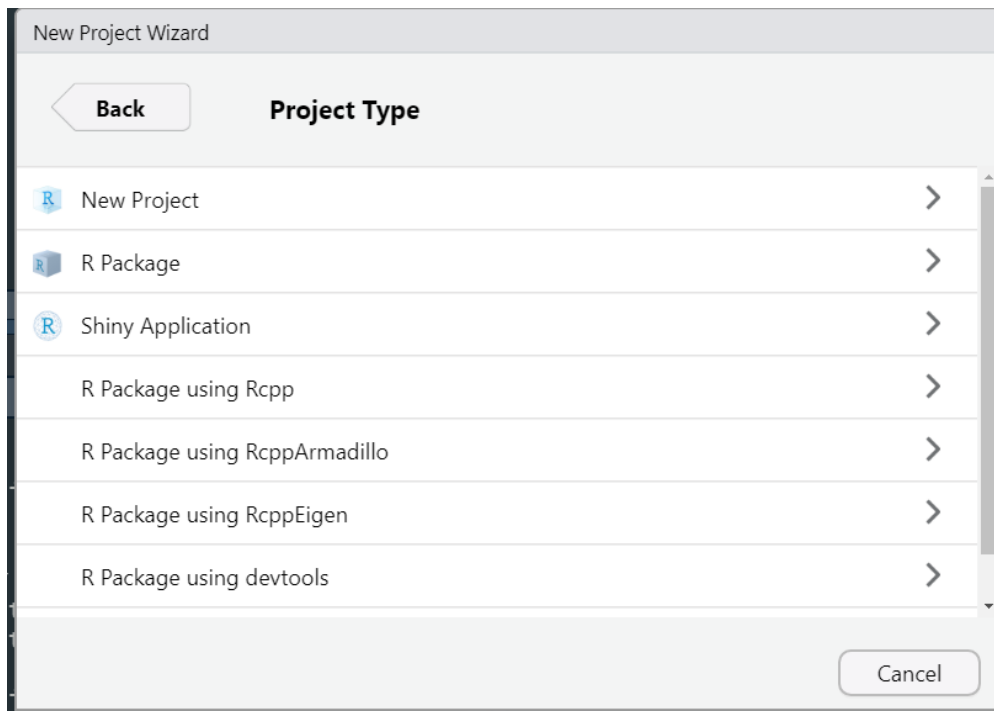 New Project Wizard
Back
Project Type
R New Project
R R Package
R Shiny Application
R Package using Rcpp
R Package using RcppArmadillo
R Package using RcppEigen
R Package using devtools
Cancel